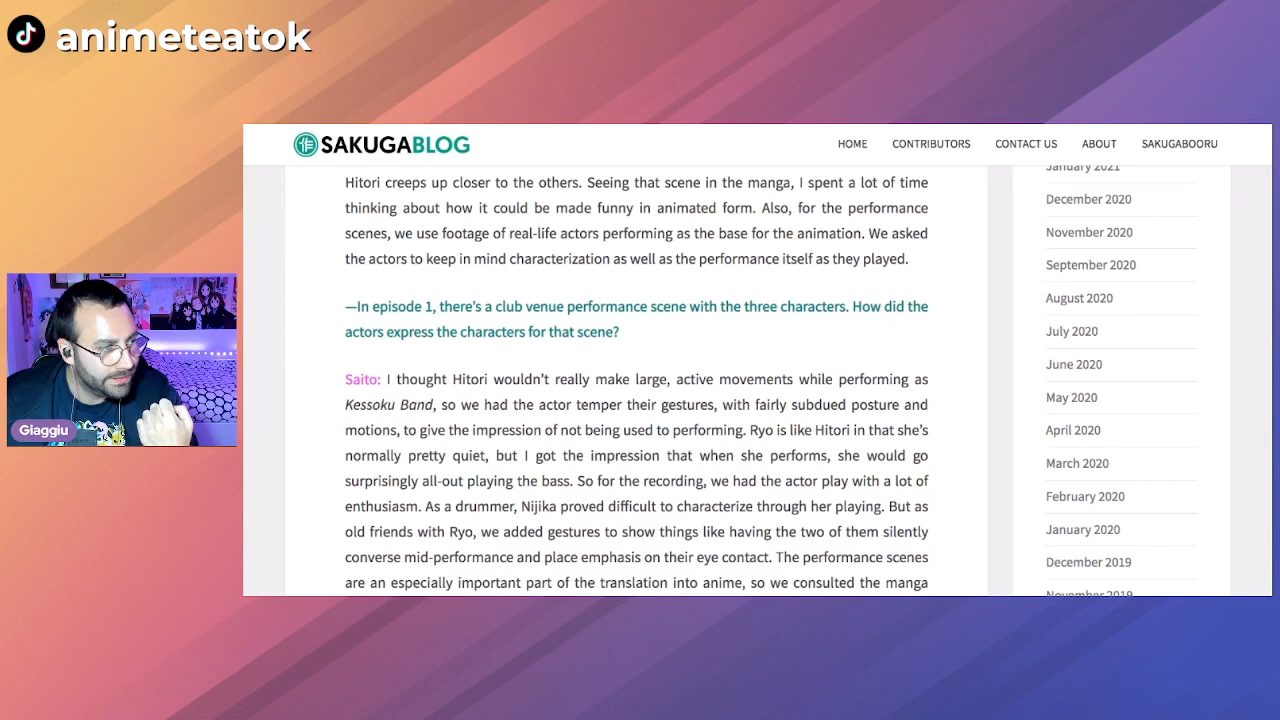 animeteatok
SAKUGABLOG
HOME CONTRIBUTORS CONTACT US ABOUT SAKUGABOORU
Hitori creeps up closer to the others. Seeing that scene in the manga, I spent a lot of time
thinking about how it could be made funny in animated form. Also, for the performance
scenes, we use footage of real-life actors performing as the base for the animation. We asked
the actors to keep in mind characterization as well as the performance itself as they played.
—In episode 1, there's a club venue performance scene with the three characters. How did the
actors express the characters for that scene?
Saito: I thought Hitori wouldn't really make large, active movements while performing as
Kessoku Band, so we had the actor temper their gestures, with fairly subdued posture and
motions, to give the impression of not being used to performing. Ryo is like Hitori in that she's
normally pretty quiet, but I got the impression that when she performs, she would go
surprisingly all-out playing the bass. So for the recording, we had the actor play with a lot of
enthusiasm. As a drummer, Nijika proved difficult to characterize through her playing. But as
old friends with Ryo, we added gestures to show things like having the two of them silently
converse mid-performance and place emphasis on their eye contact. The performance scenes
are an especially important part of the translation into anime, so we consulted the manga
January 2021
December 2020
November 2020
September 2020
August 2020
July 2020
June 2020
May 2020
April 2020
March 2020
February 2020
January 2020
December 2019
November 2019
Giaggiu